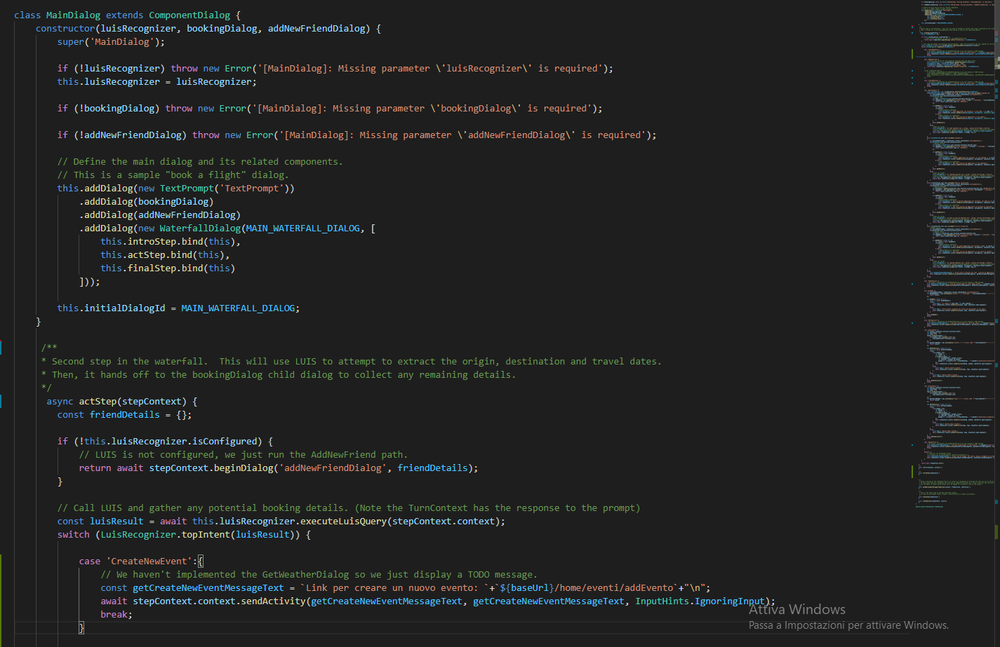 class MainDialog extends ComponentDialog {
constructor(luisRecognizer, bookingDialog, addNewFriendDialog) {
super('MainDialog');
if (!luisRecognizer) throw new Error('[MainDialog]: Missing parameter \'luisRecognizer\' is required');
this.luisRecognizer = luisRecognizer;
if (!bookingDialog) throw new Error('[MainDialog]: Missing parameter \'bookingDialog\' is required');
if (!addNewFriendDialog) throw new Error('[MainDialog]: Missing parameter \'addNewFriendDialog\' is required');
// Define the main dialog and its related components.
// This is a sample "book a flight" dialog.
this.addDialog(new TextPrompt('TextPrompt'))
.addDialog(bookingDialog)
.addDialog(addNewFriendDialog)
.addDialog(new WaterfallDialog(MAIN_WATERFALL_DIALOG, [
this.introStep.bind(this),
this.actStep.bind(this),
this.finalStep.bind(this)
]));
this.initialDialogId = MAIN_WATERFALL_DIALOG;
}
/**
* Second step in the waterfall.  This will use LUIS to attempt to extract the origin, destination and travel dates.
* Then, it hands off to the bookingDialog child dialog to collect any remaining details.
*/
async actStep(stepContext) {
const friendDetails = {};
if (!this.luisRecognizer.isConfigured) {
// LUIS is not configured, we just run the AddNewFriend path.
return await stepContext.beginDialog('addNewFriendDialog', friendDetails);
}
// Call LUIS and gather any potential booking details. (Note the TurnContext has the response to the prompt)
const luisResult = await this.luisRecognizer.executeLuisQuery(stepContext.context);
switch (LuisRecognizer.topIntent(luisResult)) {
case 'CreateNewEvent':{
// We haven't implemented the GetWeatherDialog so we just display a TODO message.
const getCreateNewEventMessageText = `Link per creare un nuovo evento: `+`${baseUrl}/home/eventi/addEvento`+"\n";
await stepContext.context.sendActivity(getCreateNewEventMessageText, getCreateNewEventMessageText, InputHints.IgnoringInput);
break;
}
Attiva Windows
Passa a Impostazioni per attivare Windows.